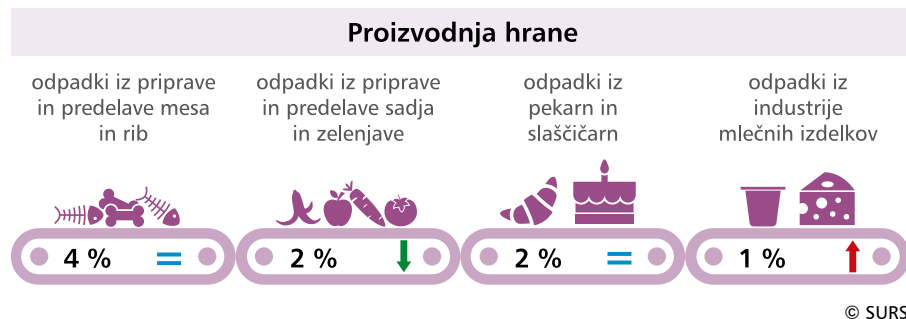 Proizvodnja hrane
odpadki iz priprave
in predelave mesa
in rib
odpadki iz priprave
in predelave sadja
in zelenjave
odpadki iz
pekarn in
slaščičarn
odpadki iz
industrije
mlečnih izdelkov
4 % =
2 %
2 % =
1 %
© SURS